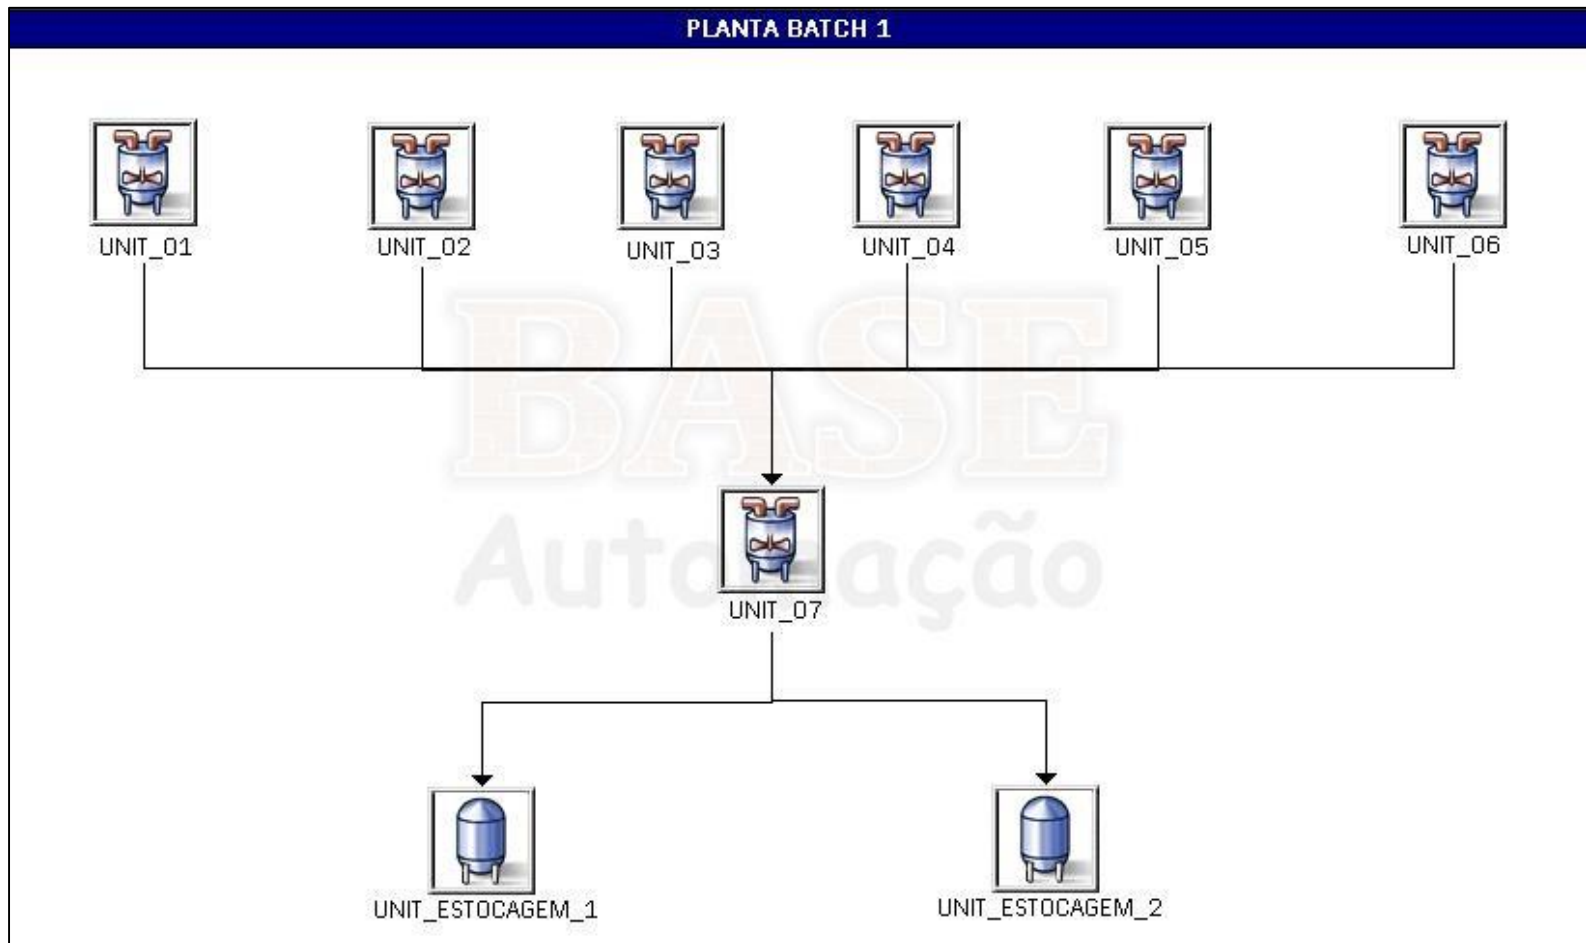 PLANTA BATCH 1
UNIT_01
UNIT_02
UNIT_03
UNIT_04
UNIT_05
UNIT_06
BASE
Automação
UNIT_07
UNIT_ESTOCAGEM_1
UNIT_ESTOCAGEM_2